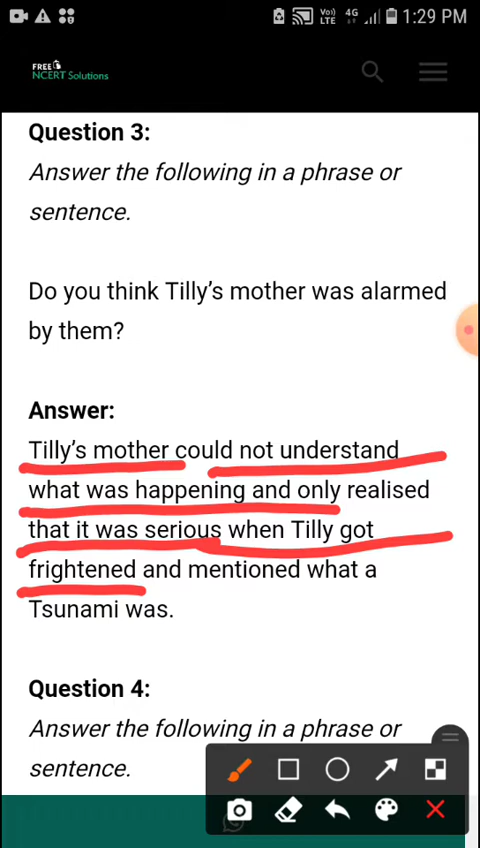 Vo)) 4G 1:29 PM
LTE
FREE
NCERT Solutions
Question 3:
Answer the following in a phrase or
sentence.
Do you think Tilly’s mother was alarmed
by them?
Answer:
Tilly’s mother could not understand
what was happening and only realised
that it was serious when Tilly got
frightened and mentioned what a
Tsunami was.
Question 4:
Answer the following in a phrase or
sentence.